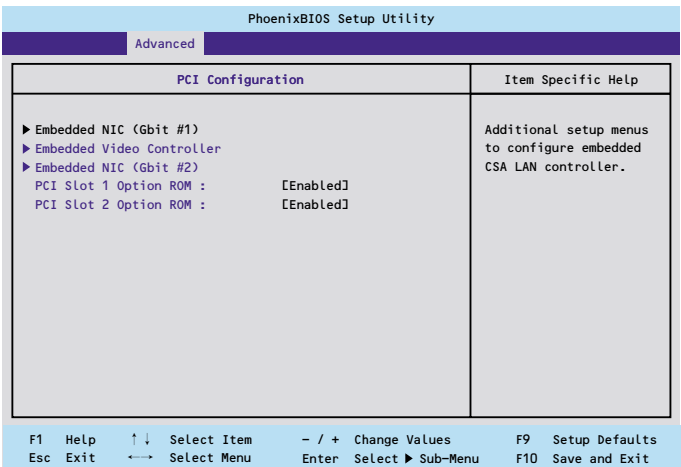 PhoenixBIOS Setup Utility
Advanced
PCI Configuration
Item Specific Help
▶ Embedded NIC (Gbit #1)
▶ Embedded Video Controller
▶ Embedded NIC (Gbit #2)
PCI Slot 1 Option ROM : [Enabled]
PCI Slot 2 Option ROM : [Enabled]
Additional setup menus
to configure embedded
CSA LAN controller.
F1 Help ↑↓ Select Item – / + Change Values F9 Setup Defaults
Esc Exit ←→ Select Menu Enter Select ▶ Sub-Menu F10 Save and Exit